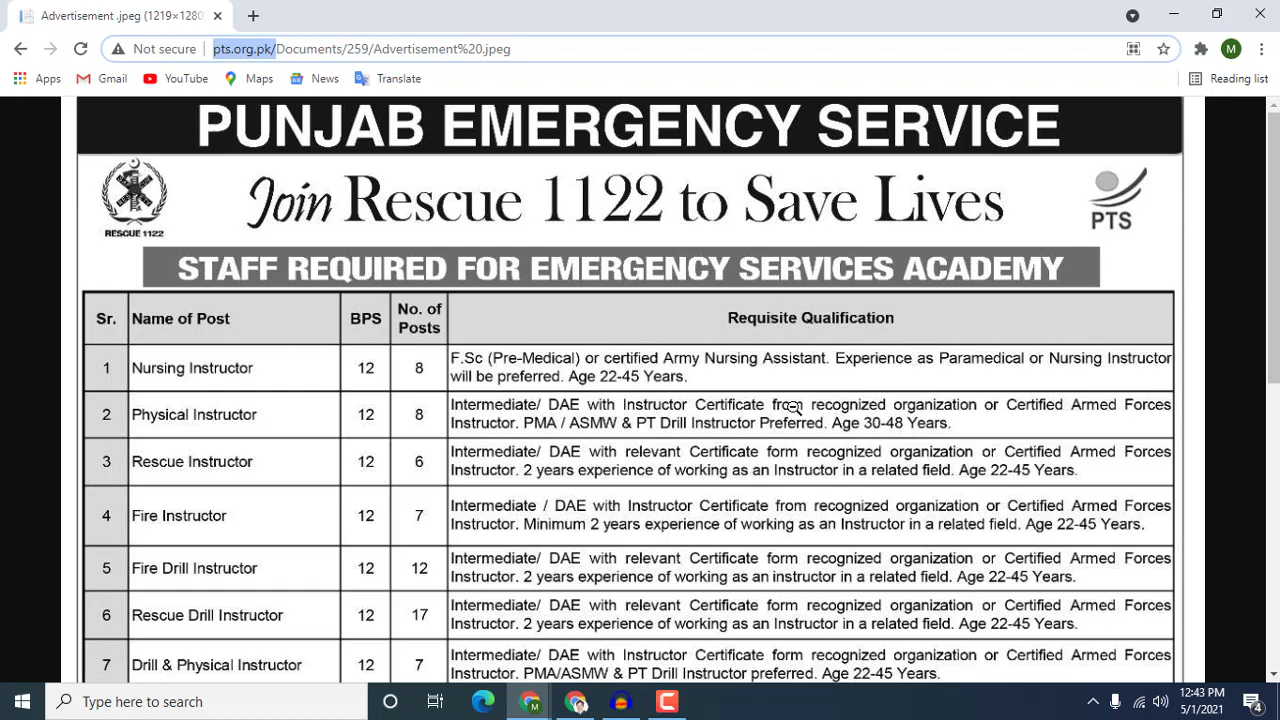 Advertisement .jpeg (1219×1280
Not secure pts.org.pk/Documents/259/Advertisement%20.jpeg M
Apps Gmail YouTube Maps News Translate Reading list
PUNJAB EMERGENCY SERVICE
Join Rescue 1122 to Save Lives
RESCUE 1122
PTS
STAFF REQUIRED FOR EMERGENCY SERVICES ACADEMY
Sr. Name of Post BPS No. of Posts Requisite Qualification
1 Nursing Instructor 12 8 F.Sc (Pre-Medical) or certified Army Nursing Assistant. Experience as Paramedical or Nursing Instructor
will be preferred. Age 22-45 Years.
2 Physical Instructor 12 8 Intermediate/ DAE with Instructor Certificate from recognized organization or Certified Armed Forces
Instructor. PMA / ASMW & PT Drill Instructor Preferred. Age 30-48 Years.
3 Rescue Instructor 12 6 Intermediate/ DAE with relevant Certificate form recognized organization or Certified Armed Forces
Instructor. 2 years experience of working as an Instructor in a related field. Age 22-45 Years.
4 Fire Instructor 12 7 Intermediate / DAE with Instructor Certificate from recognized organization or Certified Armed Forces
Instructor. Minimum 2 years experience of working as an Instructor in a related field. Age 22-45 Years.
5 Fire Drill Instructor 12 12 Intermediate/ DAE with relevant Certificate form recognized organization or Certified Armed Forces
Instructor. 2 years experience of working as an instructor in a related field. Age 22-45 Years.
6 Rescue Drill Instructor 12 17 Intermediate/ DAE with relevant Certificate form recognized organization or Certified Armed Forces
Instructor. 2 years experience of working as an Instructor in a related field. Age 22-45 Years.
7 Drill & Physical Instructor 12 7 Intermediate/ DAE with Instructor Certificate from recognized organization or Certified Armed Forces
Instructor. PMA/ASMW & PT Drill Instructor preferred. Age 22-45 Years.
Type here to search
12:43 PM
5/1/2021
4